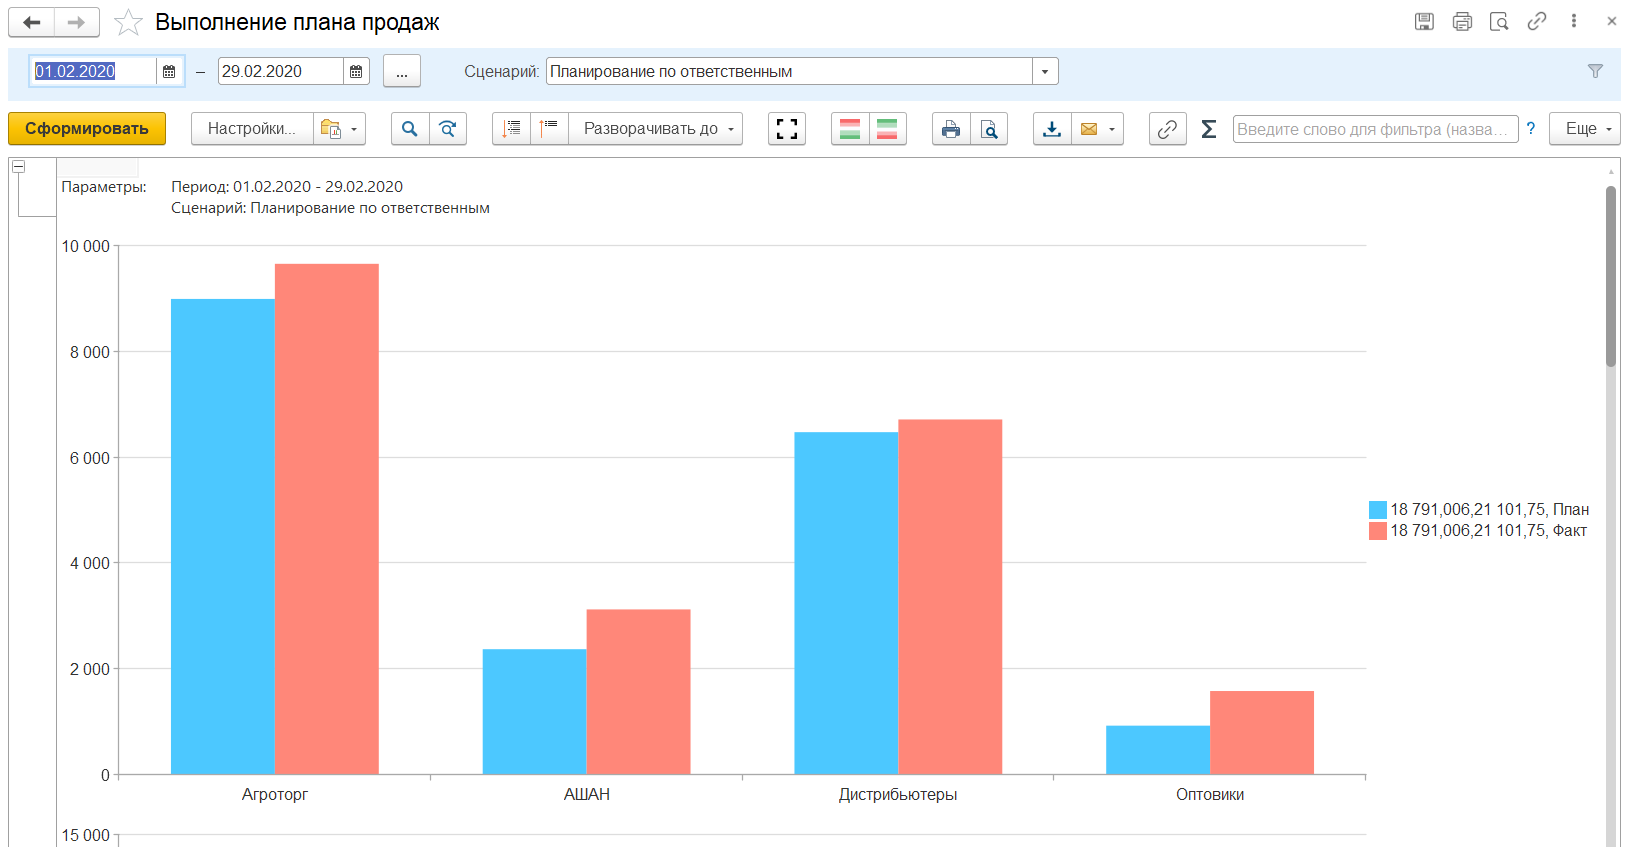 Выполнение плана продаж
01.02.2020 – 29.02.2020 ... Сценарий: Планирование по ответственным
Сформировать Настройки... Разворачивать до Σ Введите слово для фильтра (назва... ? Еще
Параметры: Период: 01.02.2020 - 29.02.2020
Сценарий: Планирование по ответственным
10 000
8 000
6 000
4 000
2 000
0
18 791,006,21 101,75, План
18 791,006,21 101,75, Факт
Агроторг АШАН Дистрибьютеры Оптовики
15 000